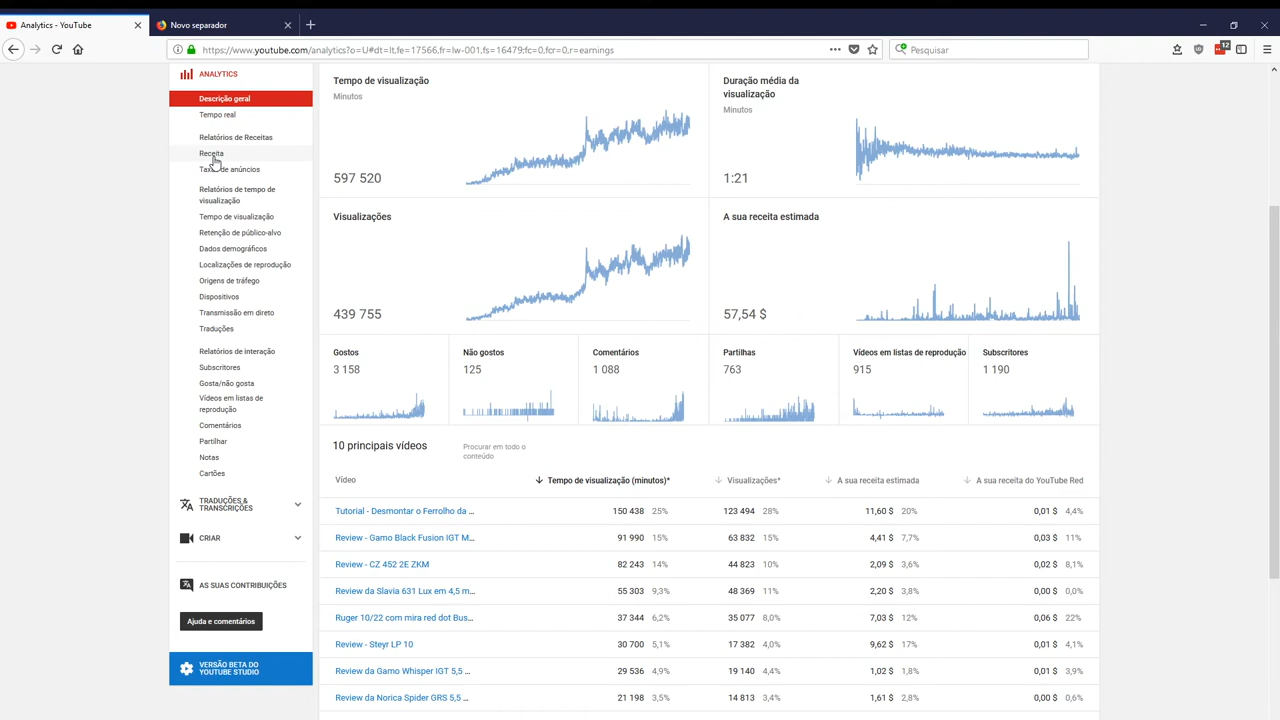 Analytics - YouTube
Novo separador
https://www.youtube.com/analytics?o=U#dt=lt,fe=17566,fr=lw-001,fs=16479;fc=0,fcr=0,r=earnings
Pesquisar
12
ANALYTICS
Descrição geral
Tempo real
Relatórios de Receitas
Receita
Taxas de anúncios
Relatórios de tempo de
visualização
Tempo de visualização
Retenção de público-alvo
Dados demográficos
Localizações de reprodução
Origens de tráfego
Dispositivos
Transmissão em direto
Traduções
Relatórios de interação
Subscritores
Gosta/não gosta
Vídeos em listas de
reprodução
Comentários
Partilhar
Notas
Cartões
TRADUÇÕES &
TRANSCRIÇÕES
CRIAR
AS SUAS CONTRIBUIÇÕES
Ajuda e comentários
VERSÃO BETA DO
YOUTUBE STUDIO
Tempo de visualização
Minutos
597 520
Duração média da
visualização
Minutos
1:21
Visualizações
439 755
A sua receita estimada
57,54 $
Gostos
3 158
Não gostos
125
Comentários
1 088
Partilhas
763
Vídeos em listas de reprodução
915
Subscritores
1 190
10 principais vídeos
Procurar em todo o
conteúdo
Vídeo Tempo de visualização (minutos)* Visualizações* A sua receita estimada A sua receita do YouTube Red
Tutorial - Desmontar o Ferrolho da ... 150 438 25% 123 494 28% 11,60 $ 20% 0,01 $ 4,4%
Review - Gamo Black Fusion IGT M... 91 990 15% 63 832 15% 4,41 $ 7,7% 0,03 $ 11%
Review - CZ 452 2E ZKM 82 243 14% 44 823 10% 2,09 $ 3,6% 0,02 $ 8,1%
Review da Slavia 631 Lux em 4,5 m... 55 303 9,3% 48 369 11% 2,20 $ 3,8% 0,00 $ 0,0%
Ruger 10/22 com mira red dot Bus... 37 344 6,2% 35 077 8,0% 7,03 $ 12% 0,06 $ 22%
Review - Steyr LP 10 30 700 5,1% 17 382 4,0% 9,62 $ 17% 0,01 $ 4,1%
Review da Gamo Whisper IGT 5,5 ... 29 536 4,9% 19 140 4,4% 1,02 $ 1,8% 0,01 $ 3,9%
Review da Norica Spider GRS 5,5 ... 21 198 3,5% 14 813 3,4% 1,61 $ 2,8% 0,00 $ 0,6%